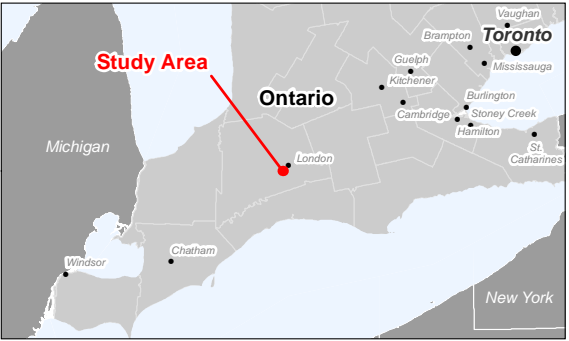 Vaughan
Brampton
Toronto
Study Area
Guelph
Mississauga
Kitchener
Ontario
Burlington
Cambridge
Stoney Creek
Hamilton
Michigan
London
St.
Catharines
Chatham
Windsor
New York